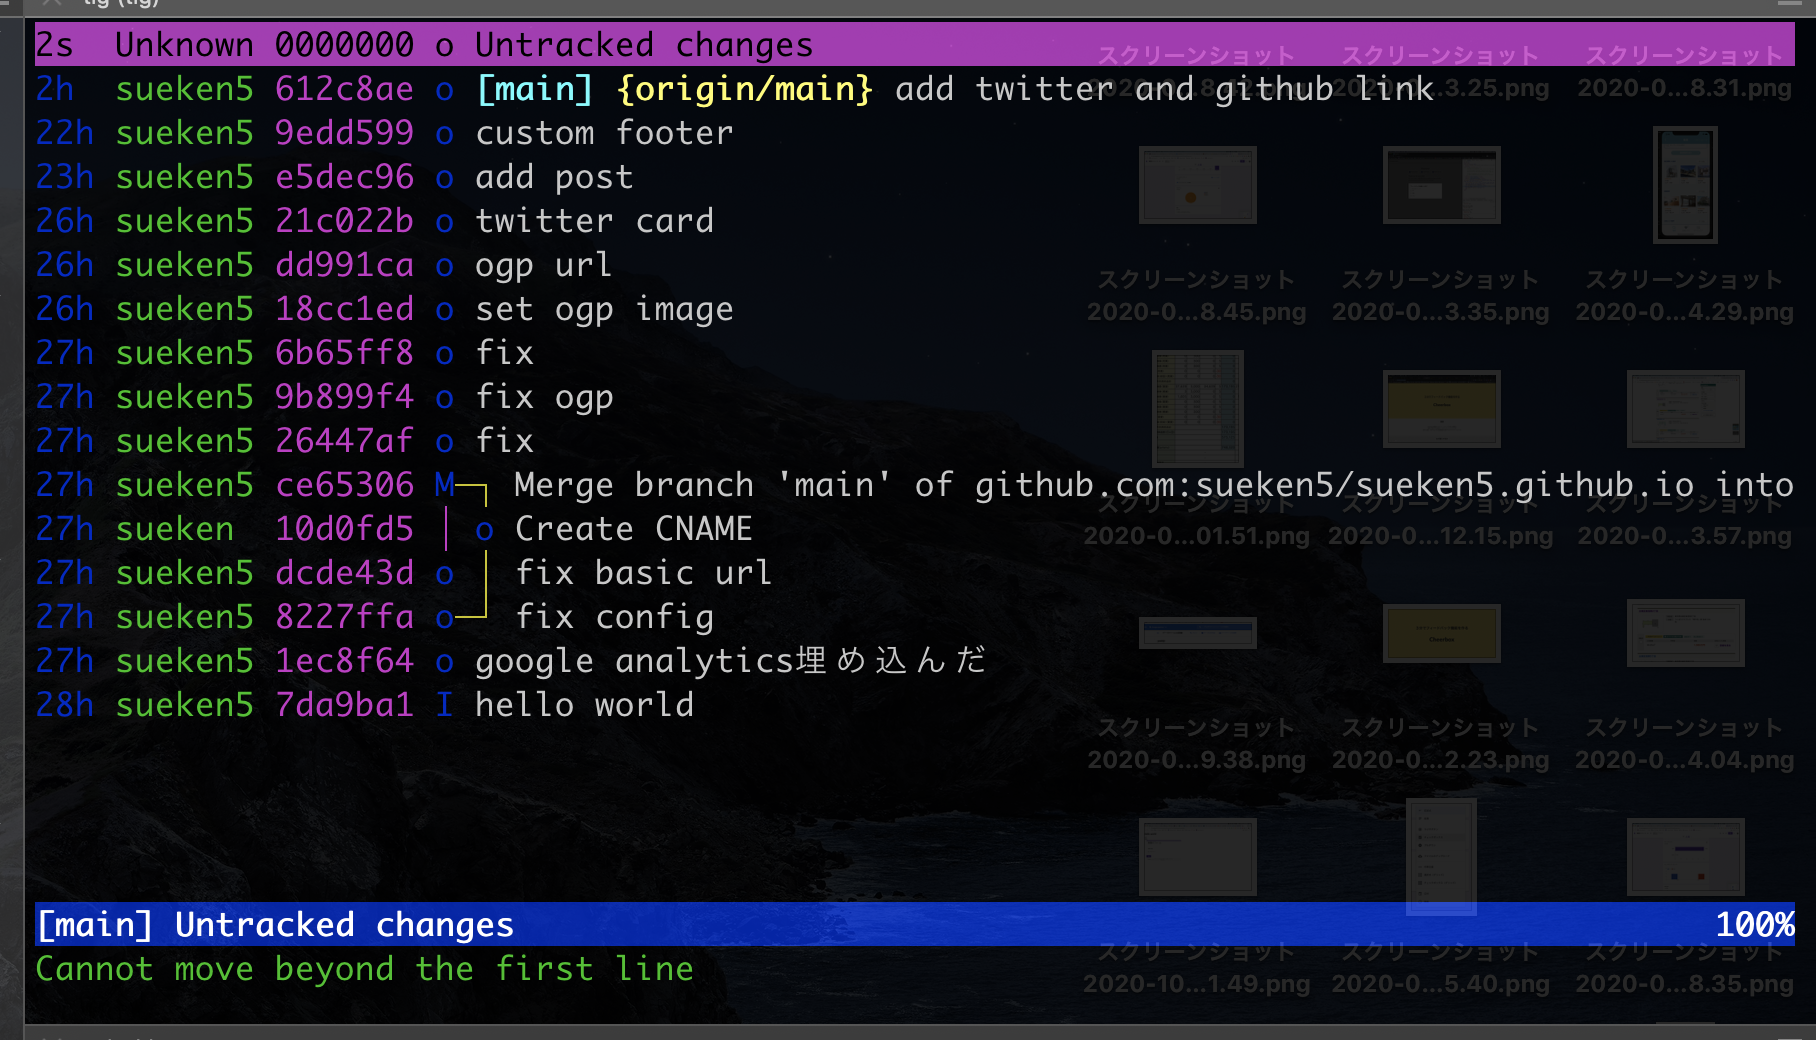 tig (tig)
2s Unknown 0000000 o Untracked changes
2h sueken5 612c8ae o [main] {origin/main} add twitter and github link
22h sueken5 9edd599 o custom footer
23h sueken5 e5dec96 o add post
26h sueken5 21c022b o twitter card
26h sueken5 dd991ca o ogp url
26h sueken5 18cc1ed o set ogp image
27h sueken5 6b65ff8 o fix
27h sueken5 9b899f4 o fix ogp
27h sueken5 26447af o fix
27h sueken5 ce65306 M─┐ Merge branch 'main' of github.com:sueken5/sueken5.github.io into
27h sueken 10d0fd5 │ o Create CNAME
27h sueken5 dcde43d o │ fix basic url
27h sueken5 8227ffa o─┘ fix config
27h sueken5 1ec8f64 o google analytics埋め込んだ
28h sueken5 7da9ba1 I hello world
[main] Untracked changes 100%
Cannot move beyond the first line
スクリーンショット スクリーンショット スクリーンショット
2020-0...3.25.png 2020-0...8.31.png
スクリーンショット スクリーンショット スクリーンショット
2020-0...8.45.png 2020-0...3.35.png 2020-0...4.29.png
スクリーンショット スクリーンショット スクリーンショット
2020-0...01.51.png 2020-0...12.15.png 2020-0...3.57.png
スクリーンショット スクリーンショット スクリーンショット
2020-0...9.38.png 2020-0...2.23.png 2020-0...4.04.png
スクリーンショット スクリーンショット スクリーンショット
2020-10...1.49.png 2020-0...5.40.png 2020-0...8.35.png